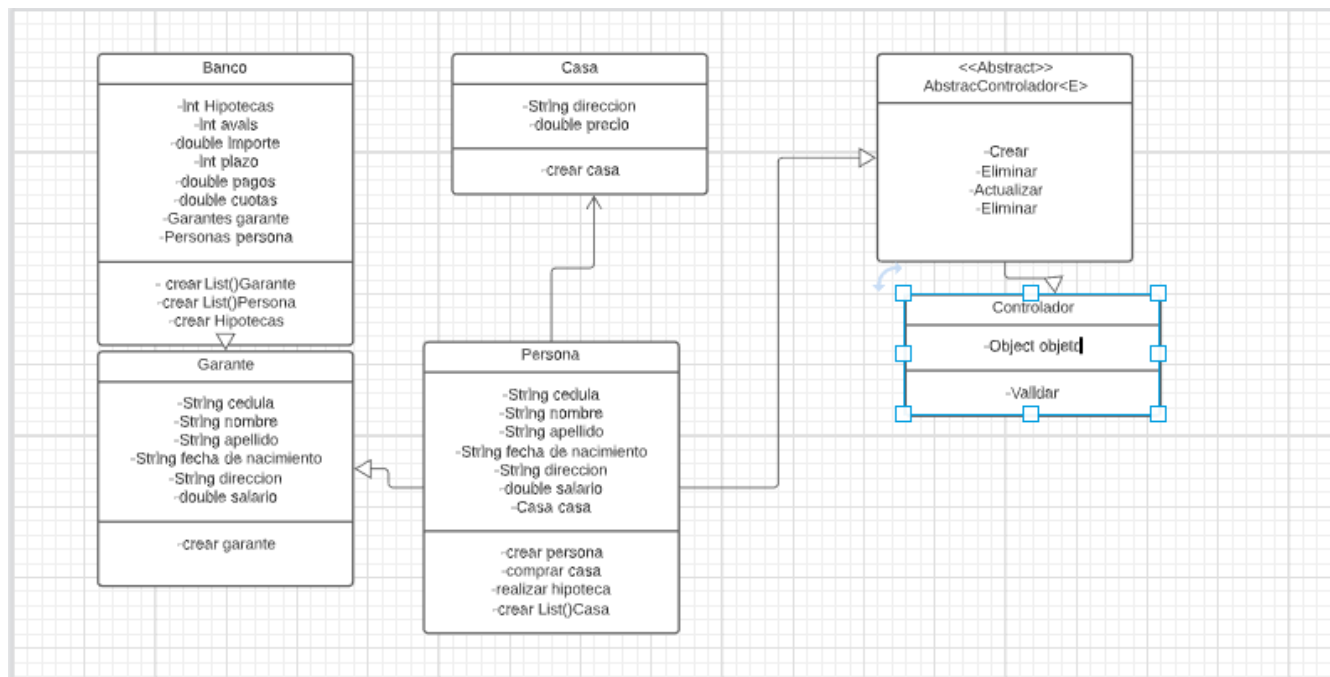 Banco
-Int Hipotecas
-Int avals
-double Importe
-Int plazo
-double pagos
-double cuotas
-Garantes garante
-Personas persona
- crear List()Garante
-crear List()Persona
-crear Hipotecas
Garante
-String cedula
-String nombre
-String apellido
-String fecha de nacimiento
-String direccion
-double salario
-crear garante
Casa
-String direccion
-double precio
-crear casa
Persona
-String cedula
-String nombre
-String apellido
-String fecha de nacimiento
-String direccion
-double salario
-Casa casa
-crear persona
-comprar casa
-realizar hipoteca
-crear List()Casa
<<Abstract>>
AbstracControlador<E>
-Crear
-Eliminar
-Actualizar
-Eliminar
Controlador
-Object objeto
-Validar